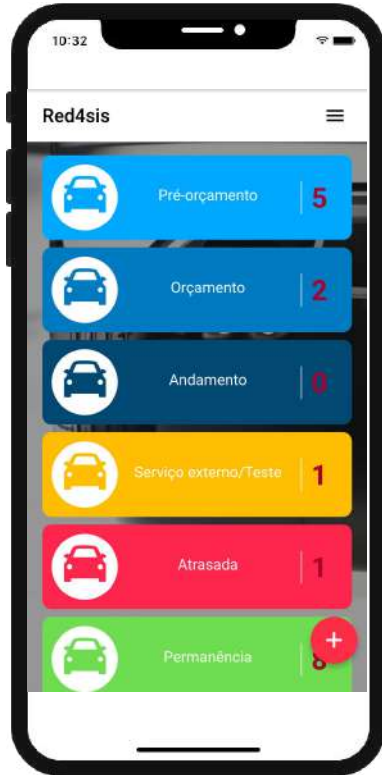 10:32
Red4sis
Pré-orçamento 5
Orçamento 2
Andamento 0
Serviço externo/Teste 1
Atrasada 1
Permanência 8
+